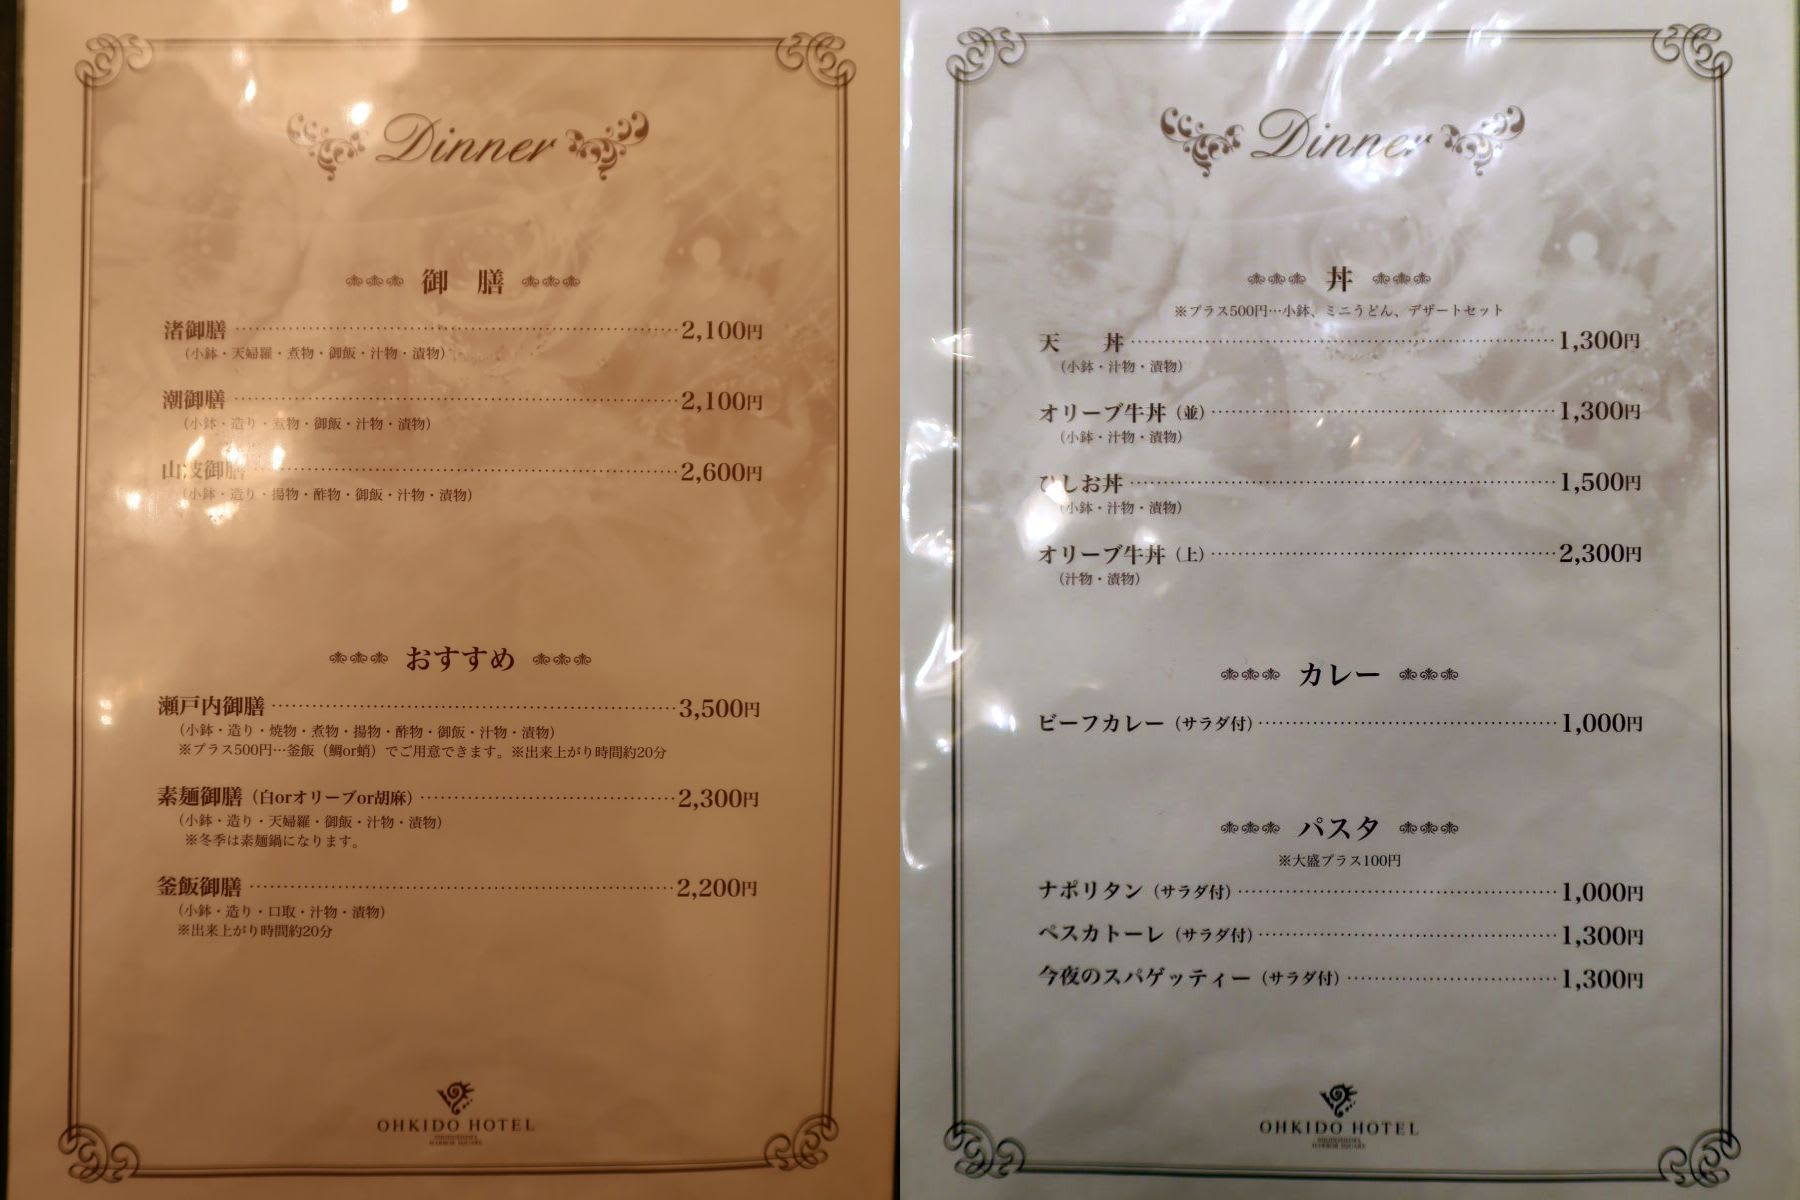 Dinner
御 膳
渚御膳 2,100円
(小鉢・天婦羅・煮物・御飯・汁物・漬物)
潮御膳 2,100円
(小鉢・造り・煮物・御飯・汁物・漬物)
山波御膳 2,600円
(小鉢・造り・揚物・酢物・御飯・汁物・漬物)
おすすめ
瀬戸内御膳 3,500円
(小鉢・造り・焼物・煮物・揚物・酢物・御飯・汁物・漬物)
※プラス500円…釜飯(鯛or蛸)でご用意できます。※出来上がり時間約20分
素麺御膳(白orオリーブor胡麻) 2,300円
(小鉢・造り・天婦羅・御飯・汁物・漬物)
※冬季は素麺鍋になります。
釜飯御膳 2,200円
(小鉢・造り・口取・汁物・漬物)
※出来上がり時間約20分
OHKIDO HOTEL
Dinner
丼
※プラス500円…小鉢、ミニうどん、デザートセット
天 丼 1,300円
(小鉢・汁物・漬物)
オリーブ牛丼(並) 1,300円
(小鉢・汁物・漬物)
ひしお丼 1,500円
(小鉢・汁物・漬物)
オリーブ牛丼(上) 2,300円
(汁物・漬物)
カレー
ビーフカレー(サラダ付) 1,000円
パスタ
※大盛プラス100円
ナポリタン(サラダ付) 1,000円
ペスカトーレ(サラダ付) 1,300円
今夜のスパゲッティー(サラダ付) 1,300円
OHKIDO HOTEL
HARBOR SQUARE